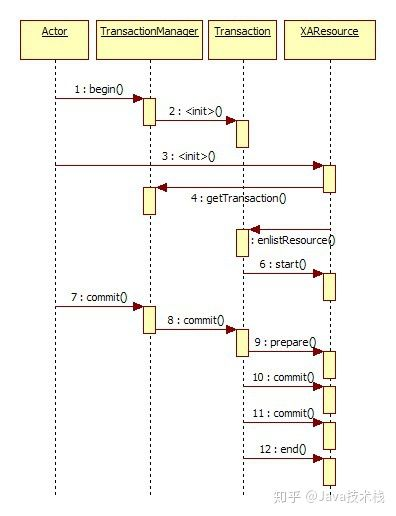 Actor
TransactionManager
Transaction
XAResource
1 : begin()
2 : <init>()
3 : <init>()
4 : getTransaction()
: enlistResource()
6 : start()
7 : commit()
8 : commit()
9 : prepare()
10 : commit()
11 : commit()
12 : end()
知乎 @Java技术栈